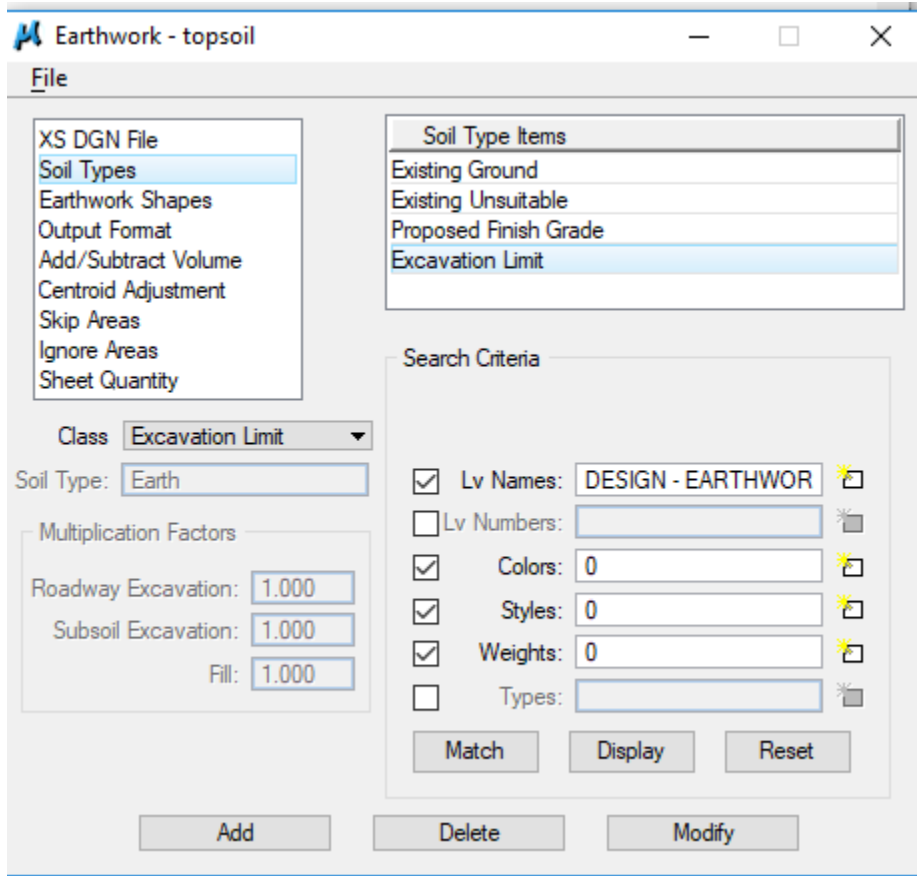 Earthwork - topsoil
File
XS DGN File
Soil Types
Earthwork Shapes
Output Format
Add/Subtract Volume
Centroid Adjustment
Skip Areas
Ignore Areas
Sheet Quantity
Soil Type Items
Existing Ground
Existing Unsuitable
Proposed Finish Grade
Excavation Limit
Class Excavation Limit
Soil Type: Earth
Multiplication Factors
Roadway Excavation: 1.000
Subsoil Excavation: 1.000
Fill: 1.000
Search Criteria
Lv Names: DESIGN - EARTHWOR
Lv Numbers:
Colors: 0
Styles: 0
Weights: 0
Types:
Match Display Reset
Add Delete Modify